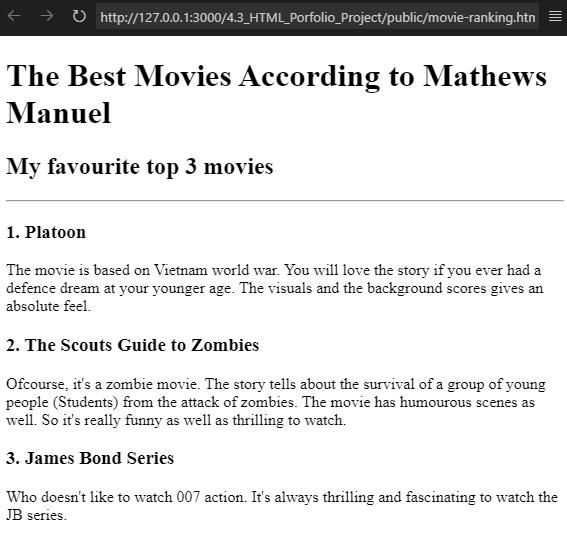 http://127.0.0.1:3000/4.3_HTML_Porfolio_Project/public/movie-ranking.htn
The Best Movies According to Mathews
Manuel
My favourite top 3 movies
1. Platoon
The movie is based on Vietnam world war. You will love the story if you ever had a
defence dream at your younger age. The visuals and the background scores gives an
absolute feel.
2. The Scouts Guide to Zombies
Ofcourse, it's a zombie movie. The story tells about the survival of a group of young
people (Students) from the attack of zombies. The movie has humourous scenes as
well. So it's really funny as well as thrilling to watch.
3. James Bond Series
Who doesn't like to watch 007 action. It's always thrilling and fascinating to watch the
JB series.